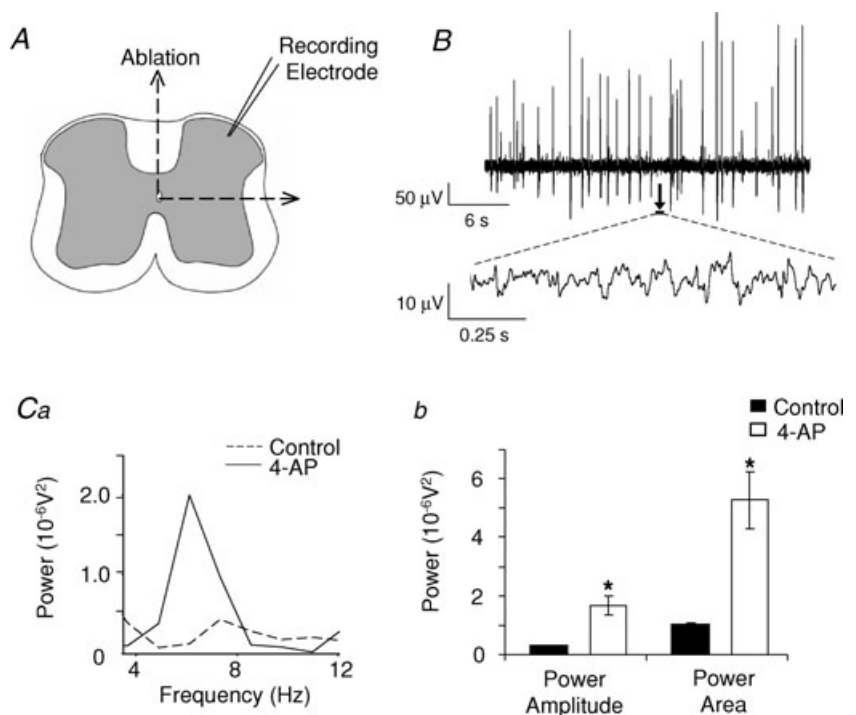 A
Ablation
Recording
Electrode
B
50 µV
6 s
10 µV
0.25 s
Ca
Control
4-AP
Power (10⁻⁶V²)
2.0
1.0
0
4
8
12
Frequency (Hz)
b
Control
4-AP
Power (10⁻⁶V²)
6
4
2
0
*
*
Power
Amplitude
Power
Area